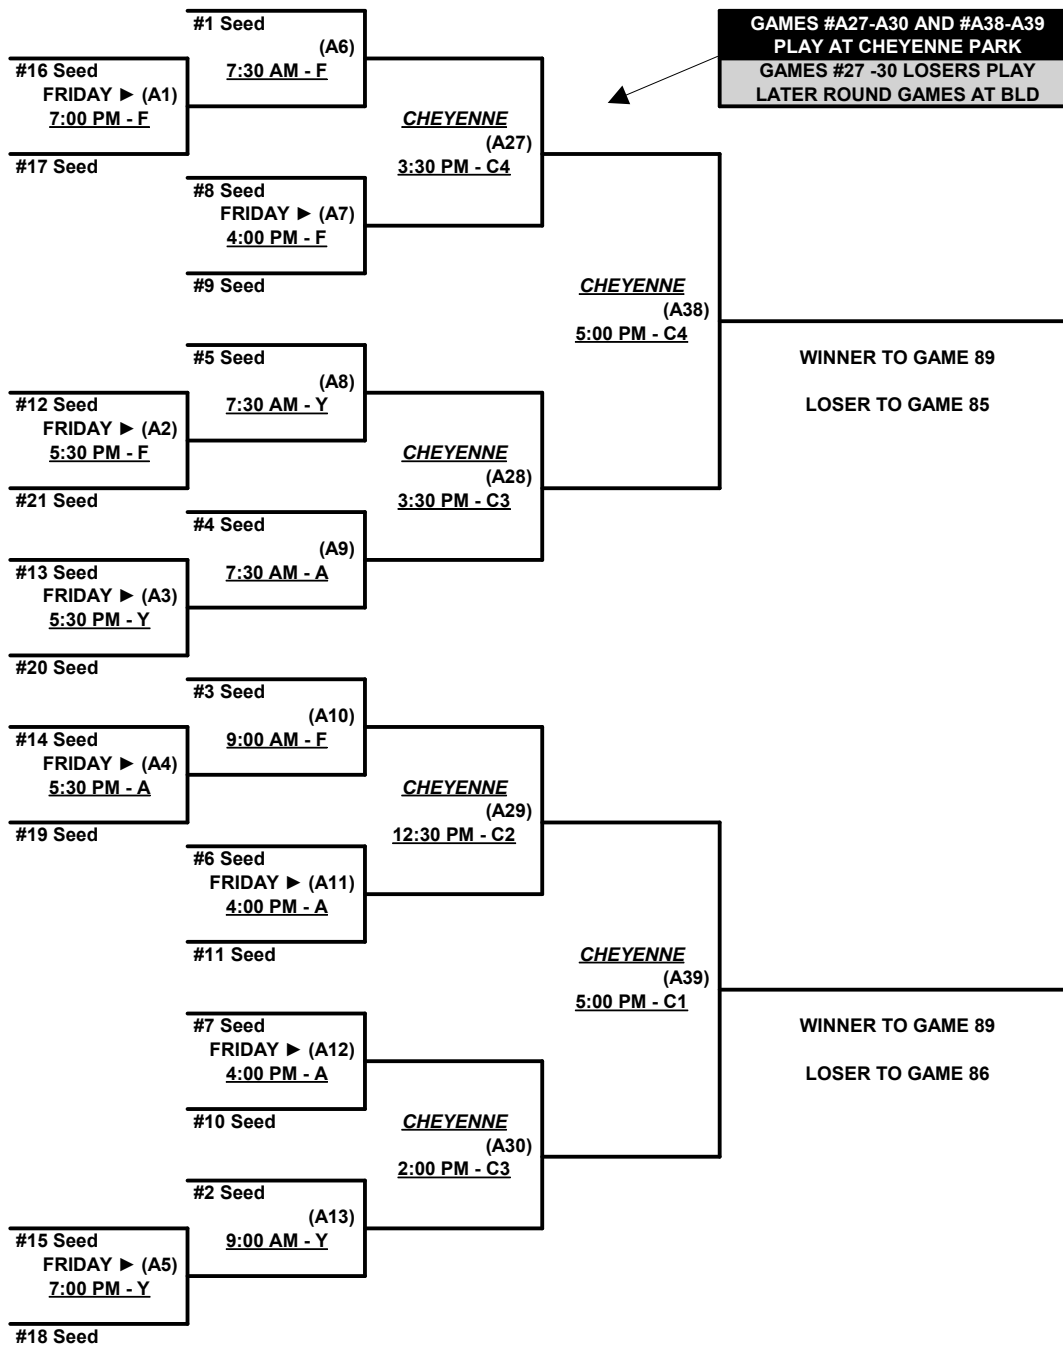 #1 Seed
(A6)
7:30 AM - F
GAMES #A27-A30 AND #A38-A39
PLAY AT CHEYENNE PARK
GAMES #27 -30 LOSERS PLAY
LATER ROUND GAMES AT BLD
#16 Seed
FRIDAY ► (A1)
7:00 PM - F
#17 Seed
CHEYENNE
(A27)
3:30 PM - C4
#8 Seed
FRIDAY ► (A7)
4:00 PM - F
#9 Seed
CHEYENNE
(A38)
5:00 PM - C4
WINNER TO GAME 89
LOSER TO GAME 85
#5 Seed
(A8)
7:30 AM - Y
#12 Seed
FRIDAY ► (A2)
5:30 PM - F
#21 Seed
CHEYENNE
(A28)
3:30 PM - C3
#4 Seed
(A9)
7:30 AM - A
#13 Seed
FRIDAY ► (A3)
5:30 PM - Y
#20 Seed
#3 Seed
(A10)
9:00 AM - F
#14 Seed
FRIDAY ► (A4)
5:30 PM - A
#19 Seed
CHEYENNE
(A29)
12:30 PM - C2
#6 Seed
FRIDAY ► (A11)
4:00 PM - A
#11 Seed
CHEYENNE
(A39)
5:00 PM - C1
WINNER TO GAME 89
LOSER TO GAME 86
#7 Seed
FRIDAY ► (A12)
4:00 PM - A
#10 Seed
CHEYENNE
(A30)
2:00 PM - C3
#2 Seed
(A13)
9:00 AM - Y
#15 Seed
FRIDAY ► (A5)
7:00 PM - Y
#18 Seed